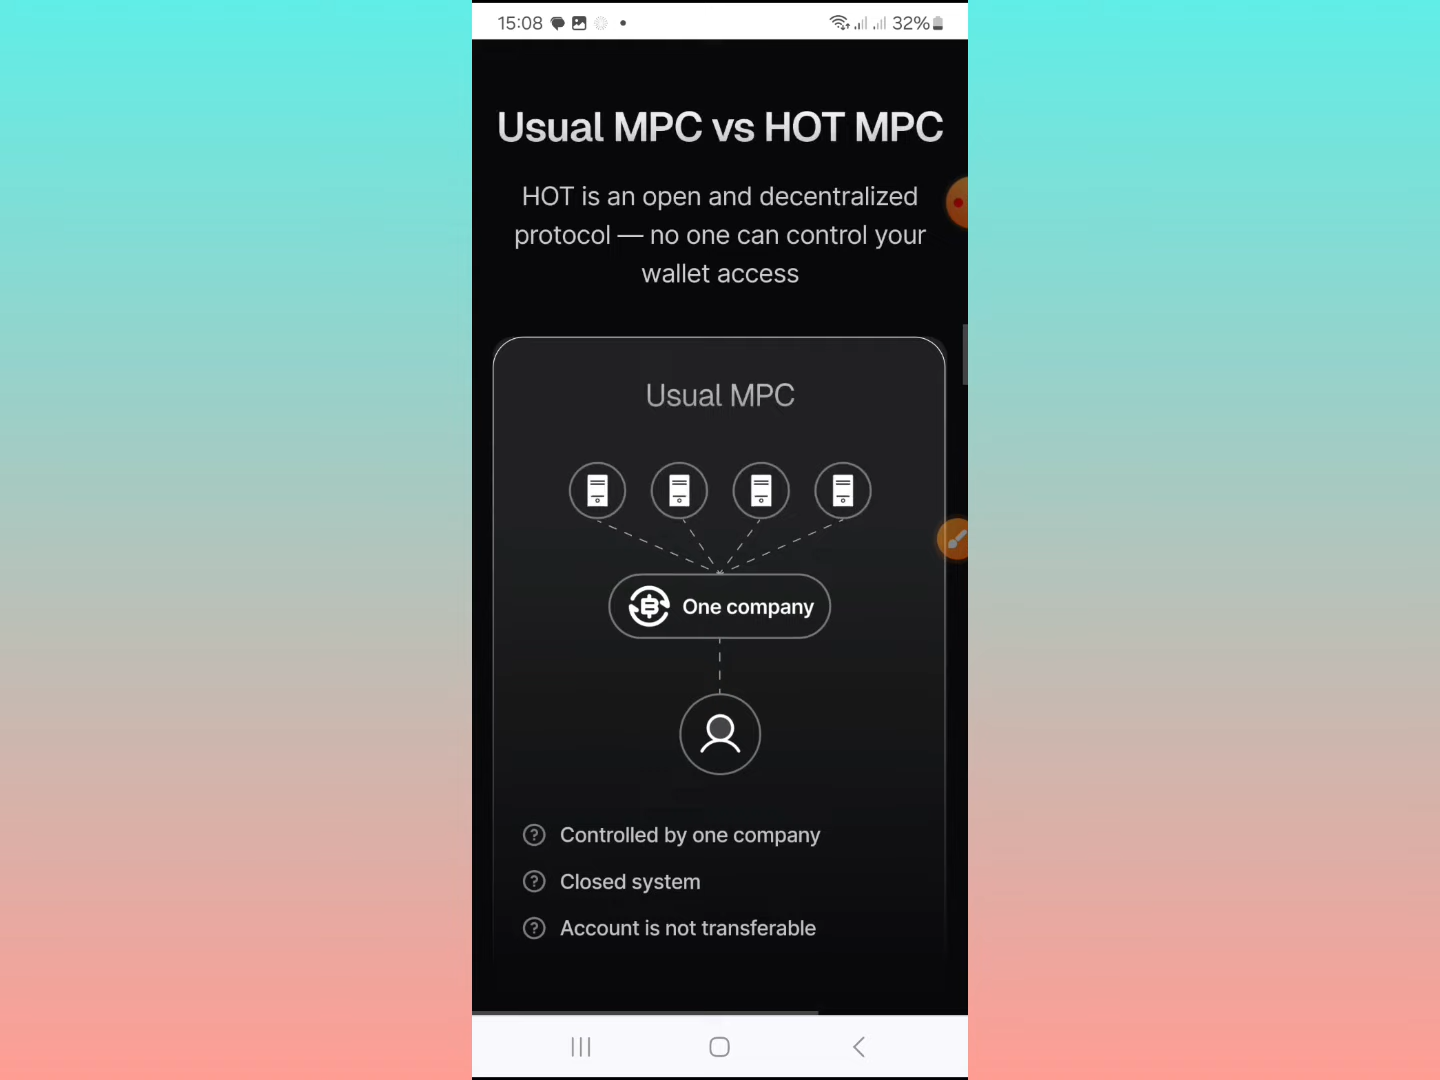 15:08
32%
Usual MPC vs HOT MPC
HOT is an open and decentralized
protocol — no one can control your
wallet access
Usual MPC
One company
Controlled by one company
Closed system
Account is not transferable